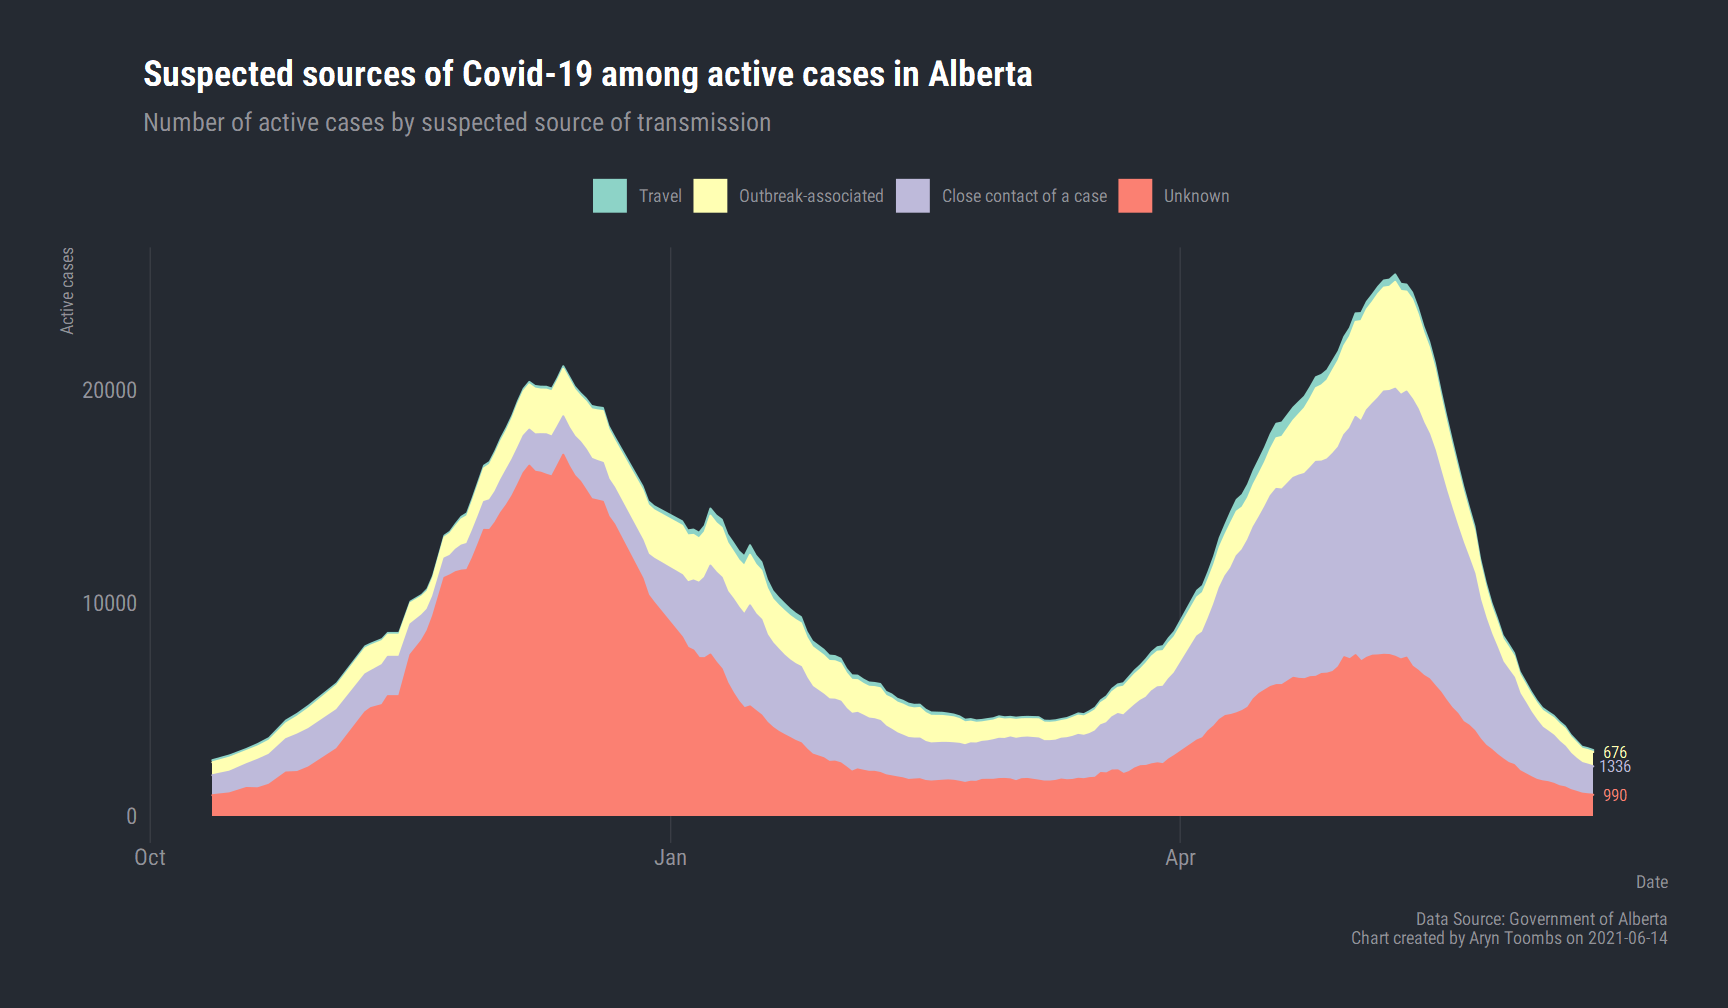 Suspected sources of Covid-19 among active cases in Alberta
Number of active cases by suspected source of transmission
Travel
Outbreak-associated
Close contact of a case
Unknown
Active cases
20000
10000
0
676
1336
990
Oct
Jan
Apr
Date
Data Source: Government of Alberta
Chart created by Aryn Toombs on 2021-06-14